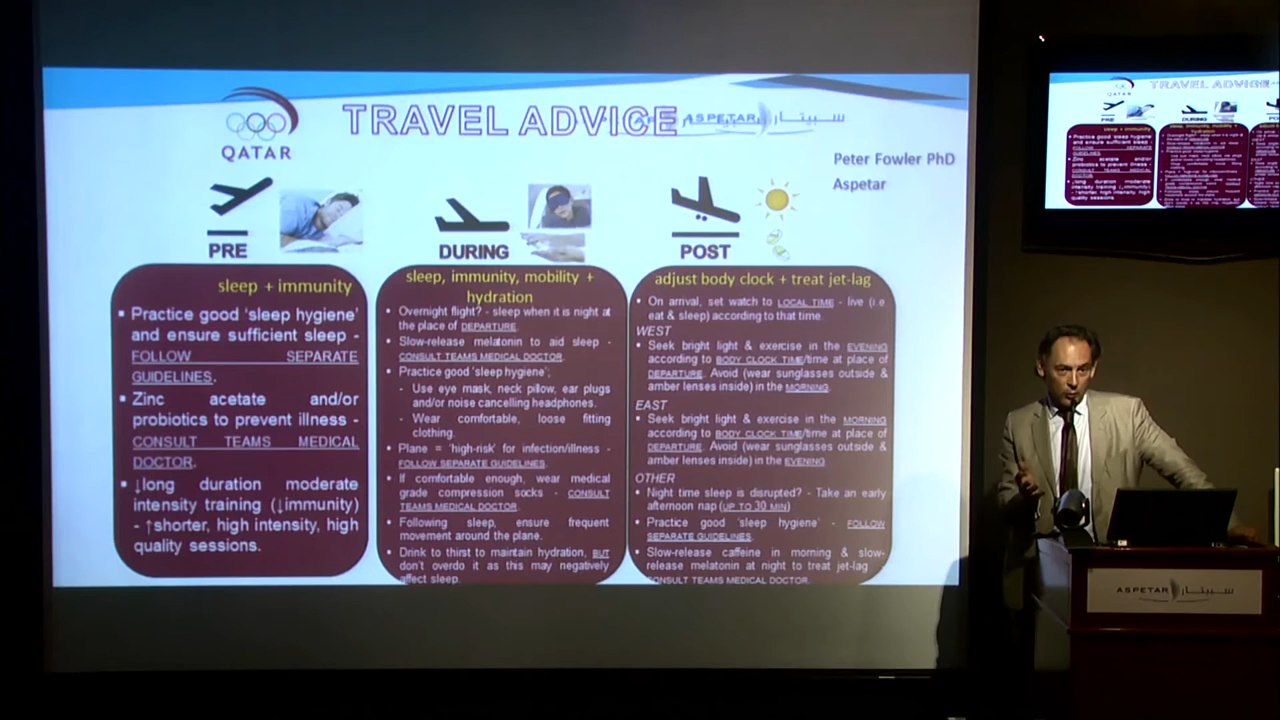 QATAR
TRAVEL ADVICE
ASPETAR سبيتار
Peter Fowler PhD
Aspetar
PRE
sleep + immunity
▪ Practice good 'sleep hygiene'
and ensure sufficient sleep -
FOLLOW SEPARATE
GUIDELINES.
▪ Zinc acetate and/or
probiotics to prevent illness -
CONSULT TEAMS MEDICAL
DOCTOR.
▪ ↓long duration moderate
intensity training (↓immunity)
- ↑shorter, high intensity, high
quality sessions.
DURING
sleep, immunity, mobility +
hydration
• Overnight flight? - sleep when it is night at
the place of DEPARTURE.
• Slow-release melatonin to aid sleep -
CONSULT TEAMS MEDICAL DOCTOR.
• Practice good 'sleep hygiene';
- Use eye mask, neck pillow, ear plugs
and/or noise cancelling headphones.
- Wear comfortable, loose fitting
clothing.
• Plane = 'high-risk' for infection/illness -
FOLLOW SEPARATE GUIDELINES.
• If comfortable enough, wear medical
grade compression socks - CONSULT
TEAMS MEDICAL DOCTOR.
• Following sleep, ensure frequent
movement around the plane.
• Drink to thirst to maintain hydration, BUT
don't overdo it as this may negatively
affect sleep.
POST
adjust body clock + treat jet-lag
• On arrival, set watch to LOCAL TIME - live (i.e
eat & sleep) according to that time.
WEST
• Seek bright light & exercise in the EVENING
according to BODY CLOCK TIME/time at place of
DEPARTURE. Avoid (wear sunglasses outside &
amber lenses inside) in the MORNING.
EAST
• Seek bright light & exercise in the MORNING
according to BODY CLOCK TIME/time at place of
DEPARTURE. Avoid (wear sunglasses outside &
amber lenses inside) in the EVENING
OTHER
• Night time sleep is disrupted? - Take an early
afternoon nap (UP TO 30 MIN)
• Practice good 'sleep hygiene' - FOLLOW
SEPARATE GUIDELINES.
• Slow-release caffeine in morning & slow-
release melatonin at night to treat jet-lag
CONSULT TEAMS MEDICAL DOCTOR.
QATAR
TRAVEL ADVICE
PRE
DURING
sleep + immunity
ASPETAR سبيتار